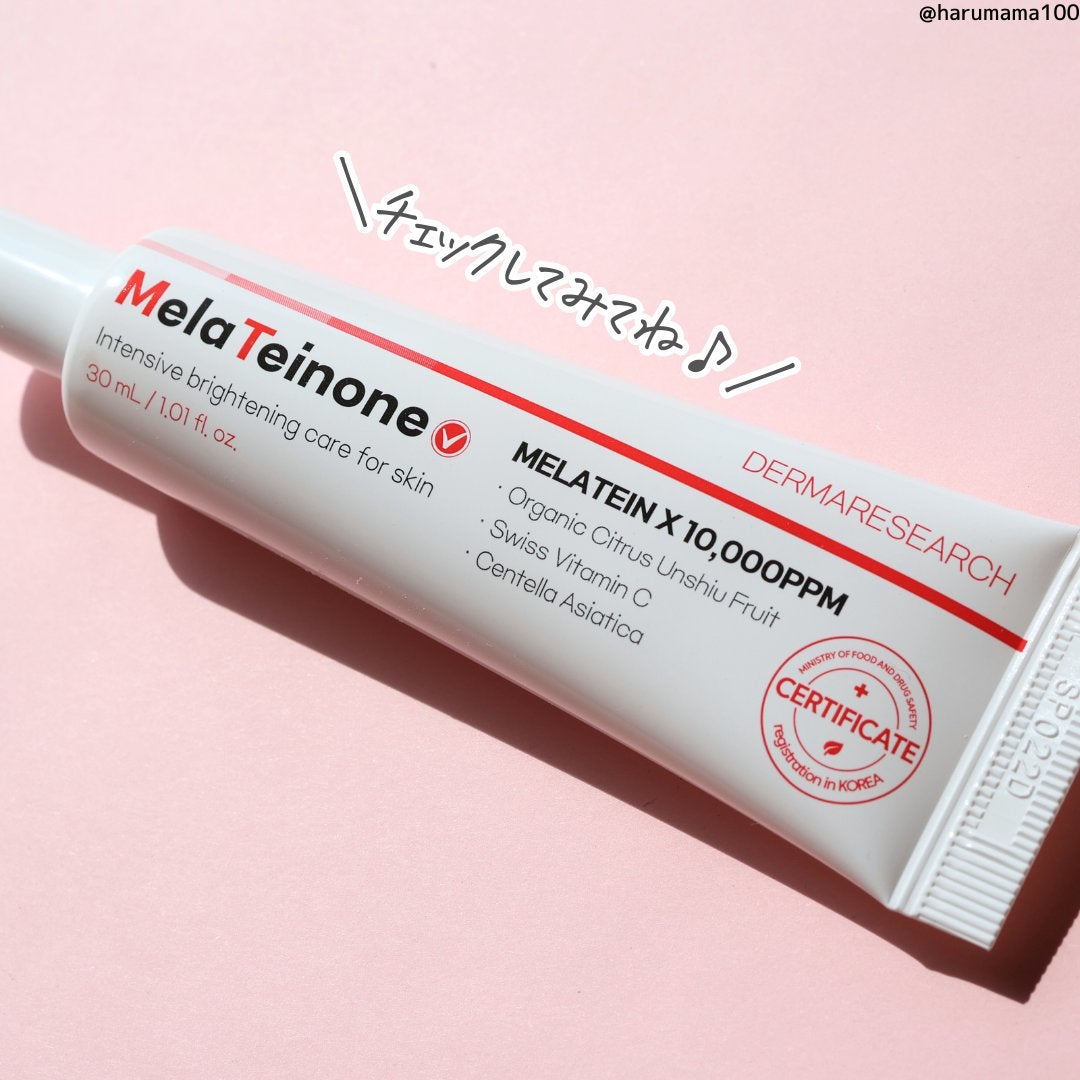 @harumama100
\チェックしてみてね♪/
MelaTeinone
Intensive brightening care for skin
30 mL / 1.01 fl. oz.
DERMARESEARCH
MELATEIN X 10,000PPM
· Organic Citrus Unshiu Fruit
· Swiss Vitamin C
· Centella Asiatica
MINISTRY OF FOOD AND DRUG SAFETY
CERTIFICATE
registration in KOREA
SP022D